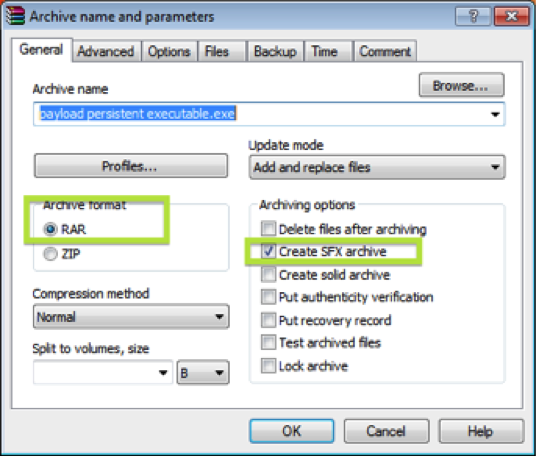 Archive name and parameters
General
Advanced
Options
Files
Backup
Time
Comment
Archive name
Browse...
payload persistent executable.exe
Profiles...
Update mode
Add and replace files
Archive format
RAR
ZIP
Compression method
Normal
Split to volumes, size
B
Archiving options
Delete files after archiving
Create SFX archive
Create solid archive
Put authenticity verification
Put recovery record
Test archived files
Lock archive
OK
Cancel
Help